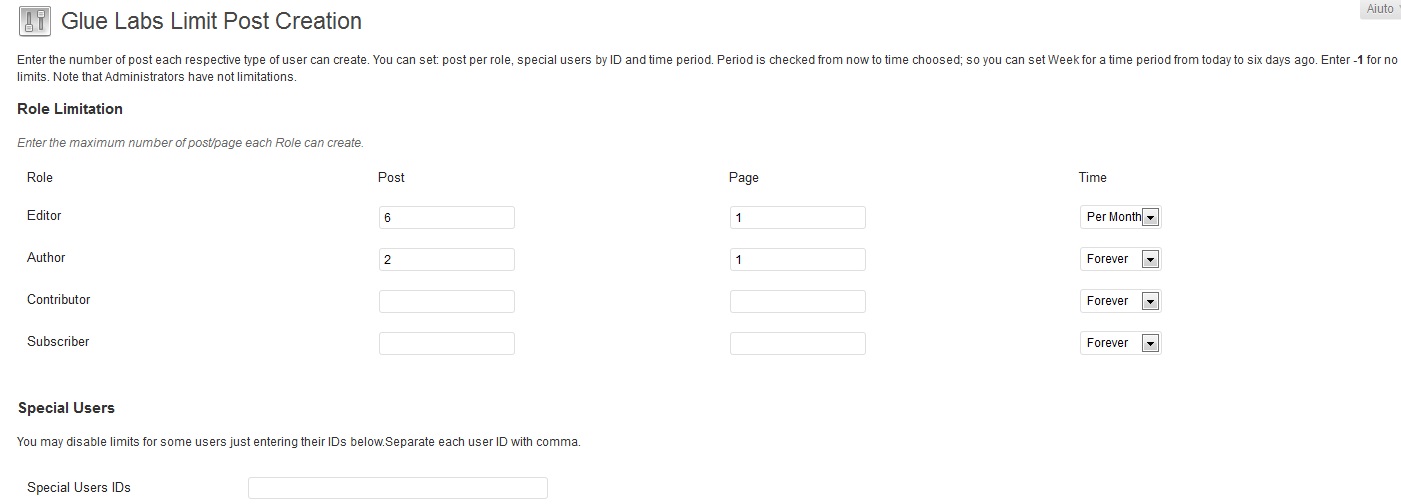 Glue Labs Limit Post Creation
Aiuto
Enter the number of post each respective type of user can create. You can set: post per role, special users by ID and time period. Period is checked from now to time choosed; so you can set Week for a time period from today to six days ago. Enter -1 for no
limits. Note that Administrators have not limitations.
Role Limitation
Enter the maximum number of post/page each Role can create.
Role Post Page Time
Editor 6 1 Per Month
Author 2 1 Forever
Contributor Forever
Subscriber Forever
Special Users
You may disable limits for some users just entering their IDs below.Separate each user ID with comma.
Special Users IDs